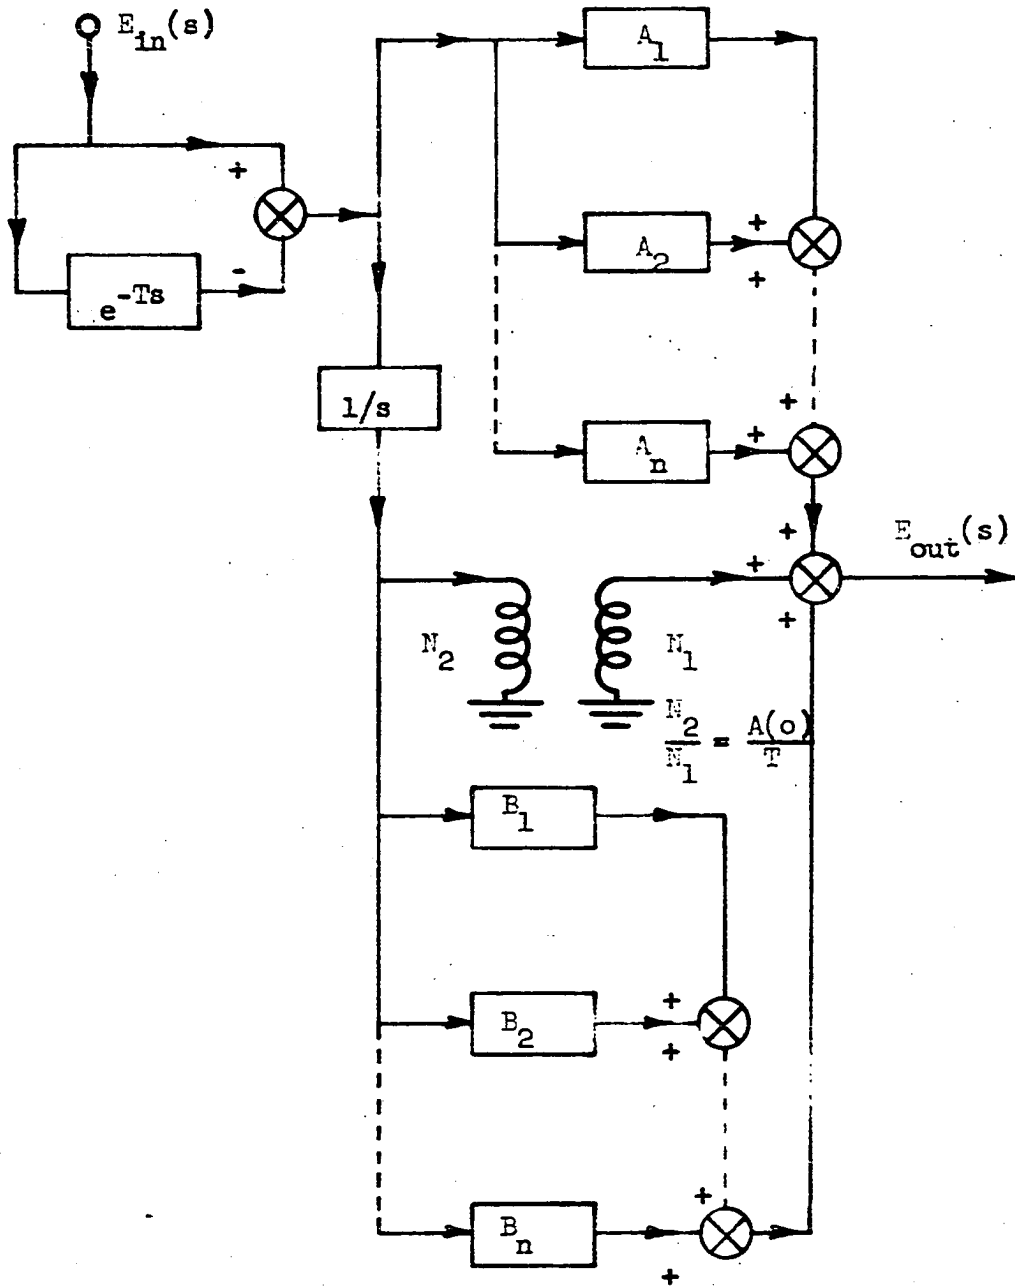 E_in(s)
A_1
+
A_2
+
-
e^-Ts
+
+
1/s
+
A_n
+
E_out(s)
+
+
+
N_2
N_1
N_2/N_1 = A(o)/T
B_1
+
B_2
+
+
B_n
+